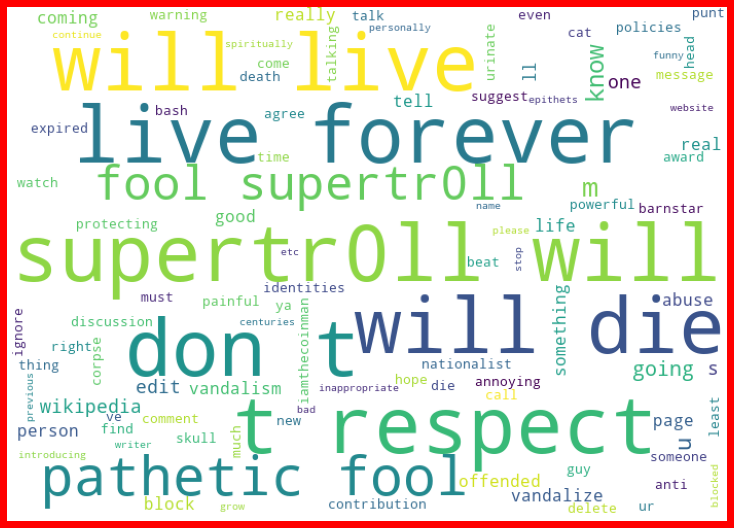 coming warning really talk even cat policies punt
continue personally
will live
spiritually talking come urinate ll know one head funny
death message
bash tell suggest epithets website
expired agree live forever real
time award
watch fool supertr0ll m
name powerful barnstar
protecting good life
please
supertr0ll will
etc stop beat
identities
must painful ya something abuse
ignore discussion centuries iamthecoinman
don t will die
right corpse going s
thing nationalist
edit vandalism inappropriate hope die annoying
previous wikipedia ve new bad call least
comment t respect page
person find skull much u
writer someone
introducing guy
pathetic fool offended anti blocked
block grow contribution vandalize delete ur